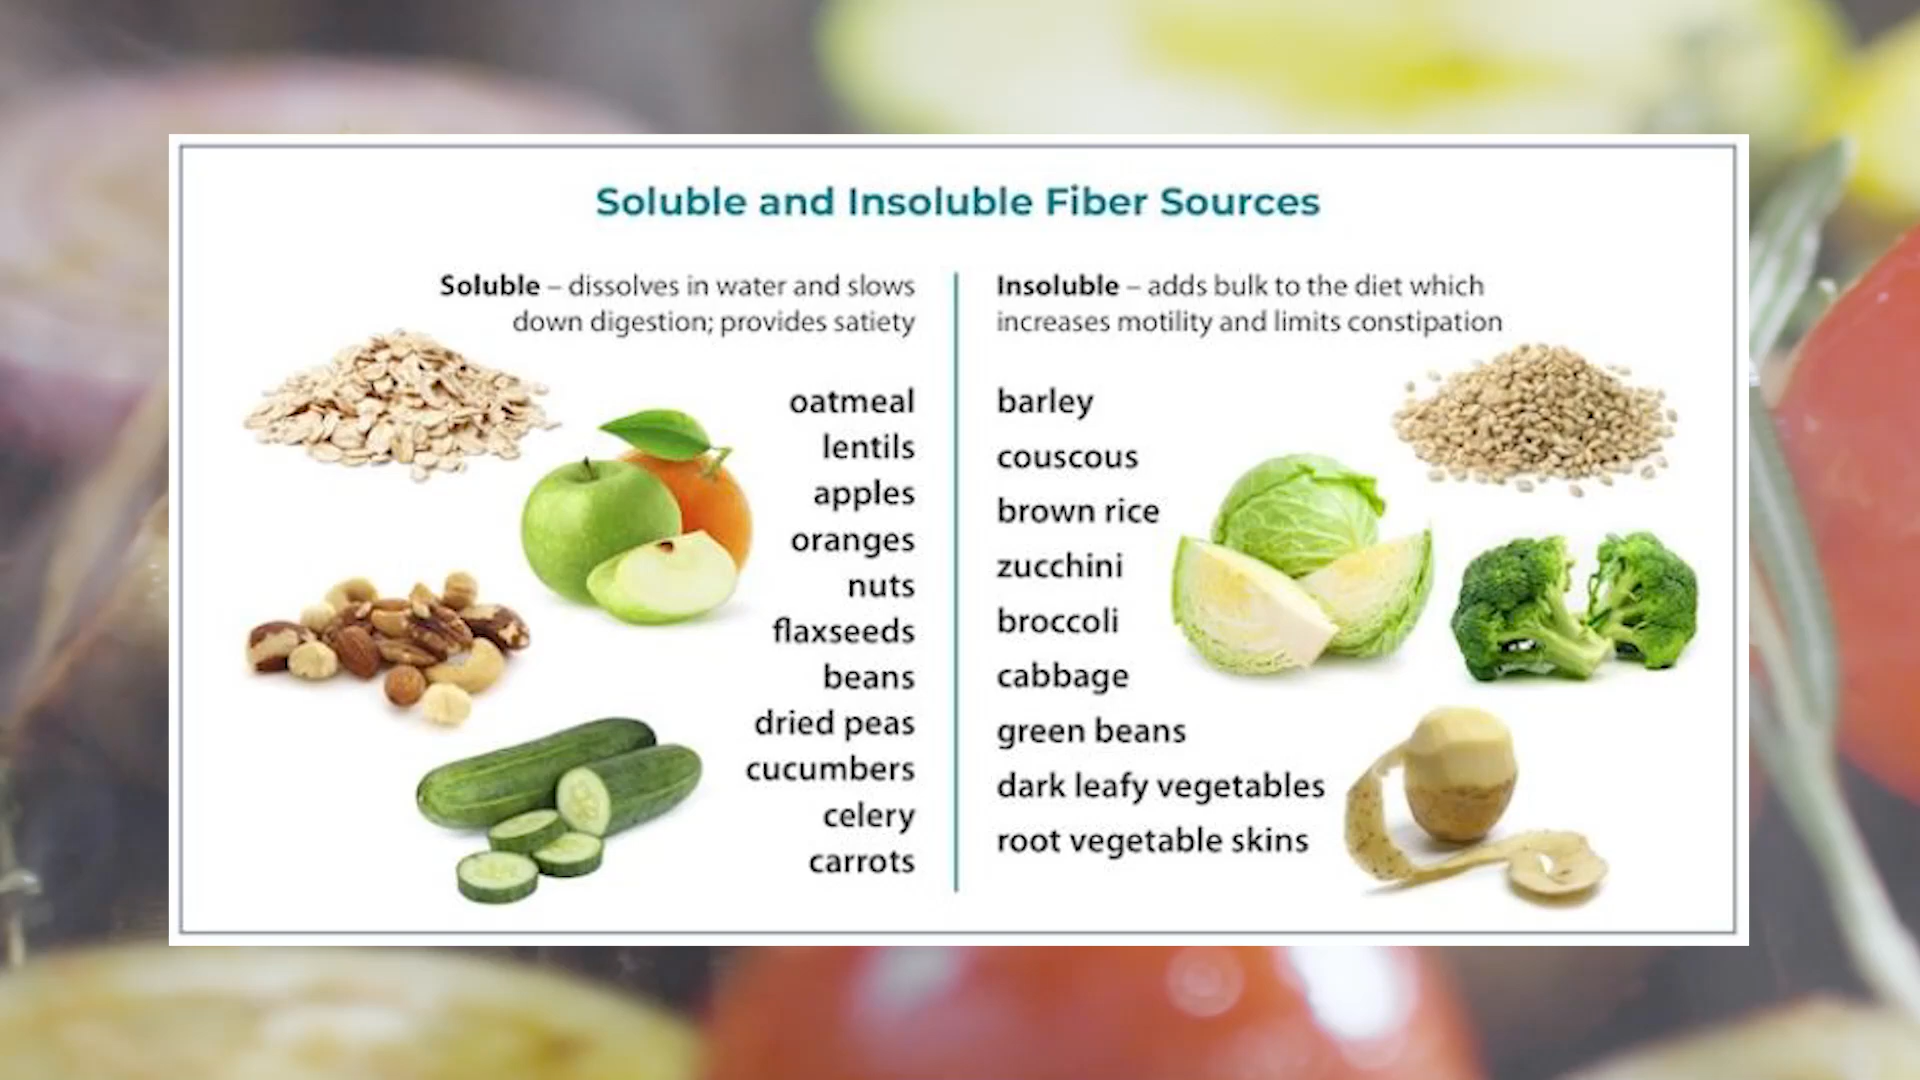 Soluble and Insoluble Fiber Sources
Soluble – dissolves in water and slows
down digestion; provides satiety
oatmeal
lentils
apples
oranges
nuts
flaxseeds
beans
dried peas
cucumbers
celery
carrots
Insoluble – adds bulk to the diet which
increases motility and limits constipation
barley
couscous
brown rice
zucchini
broccoli
cabbage
green beans
dark leafy vegetables
root vegetable skins